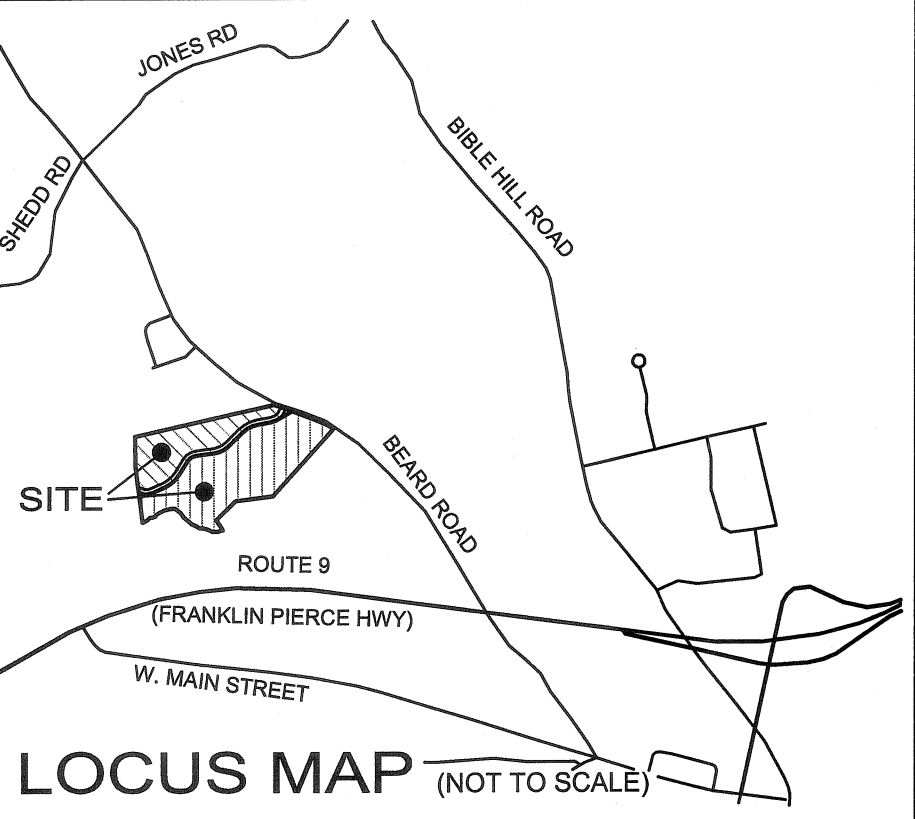 JONES RD
BIBLE HILL ROAD
SHEDD RD
BEARD ROAD
SITE
ROUTE 9
(FRANKLIN PIERCE HWY)
W. MAIN STREET
LOCUS MAP
(NOT TO SCALE)